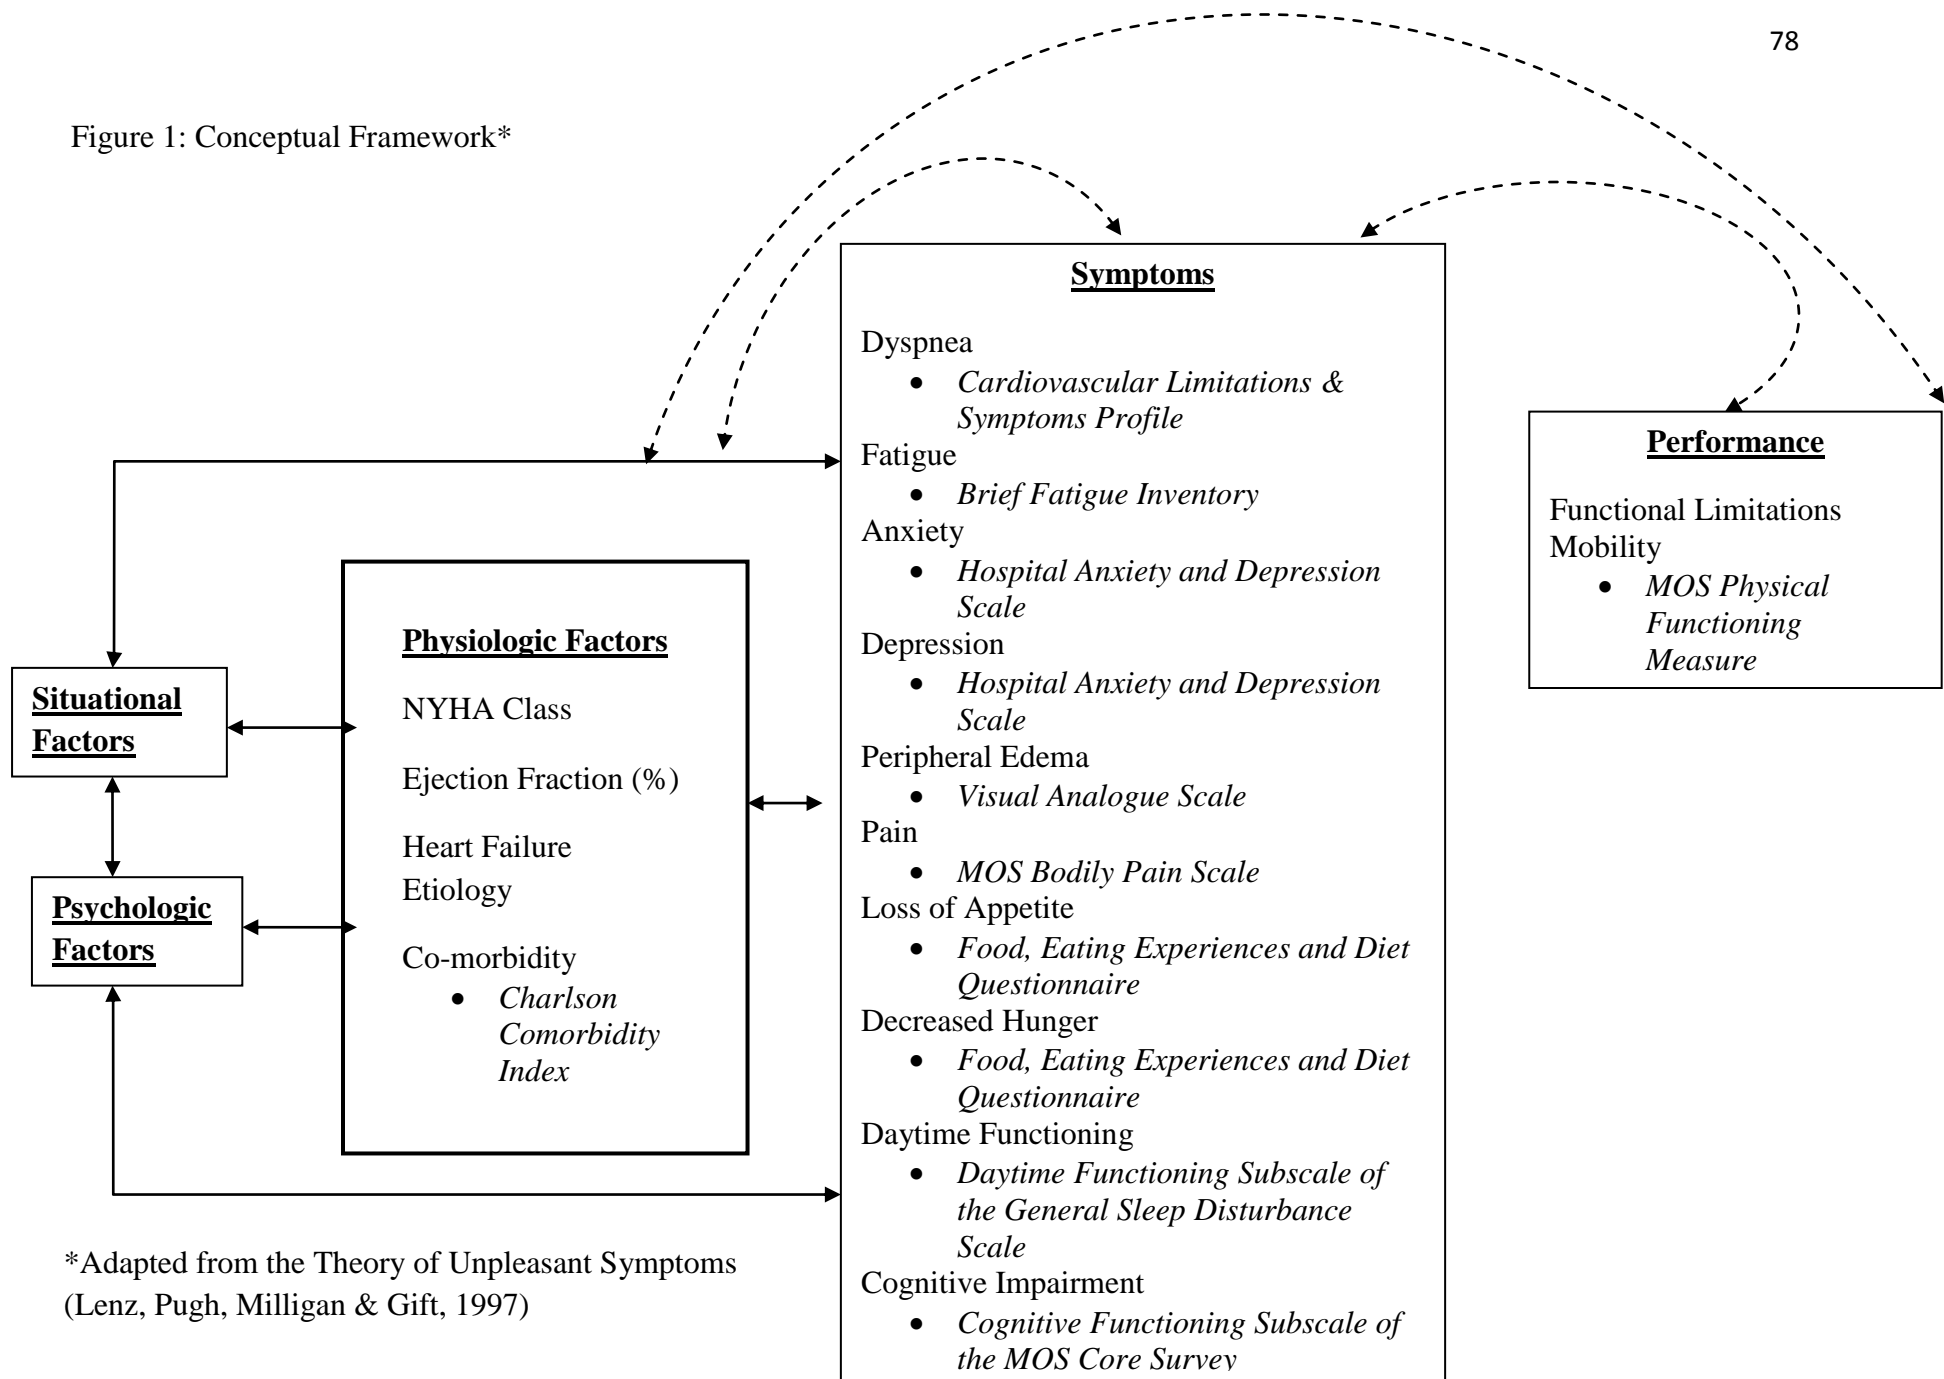 78
Figure 1: Conceptual Framework*
Situational
Factors
Psychologic
Factors
Physiologic Factors
NYHA Class
Ejection Fraction (%)
Heart Failure
Etiology
Co-morbidity
• Charlson
Comorbidity
Index
Symptoms
Dyspnea
• Cardiovascular Limitations &
Symptoms Profile
Fatigue
• Brief Fatigue Inventory
Anxiety
• Hospital Anxiety and Depression
Scale
Depression
• Hospital Anxiety and Depression
Scale
Peripheral Edema
• Visual Analogue Scale
Pain
• MOS Bodily Pain Scale
Loss of Appetite
• Food, Eating Experiences and Diet
Questionnaire
Decreased Hunger
• Food, Eating Experiences and Diet
Questionnaire
Daytime Functioning
• Daytime Functioning Subscale of
the General Sleep Disturbance
Scale
Cognitive Impairment
• Cognitive Functioning Subscale of
the MOS Core Survey
Performance
Functional Limitations
Mobility
• MOS Physical
Functioning
Measure
*Adapted from the Theory of Unpleasant Symptoms
(Lenz, Pugh, Milligan & Gift, 1997)